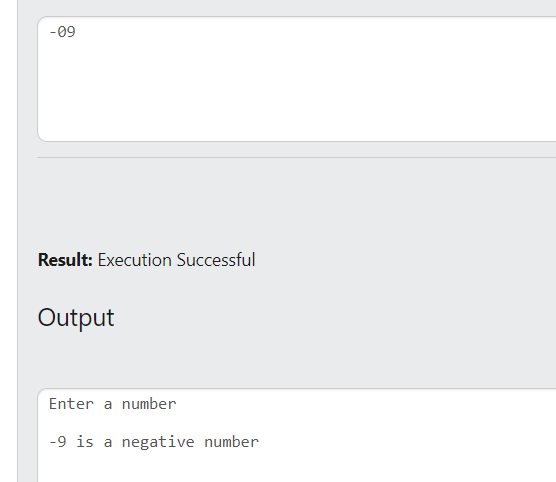 -09
Result: Execution Successful
Output
Enter a number
-9 is a negative number